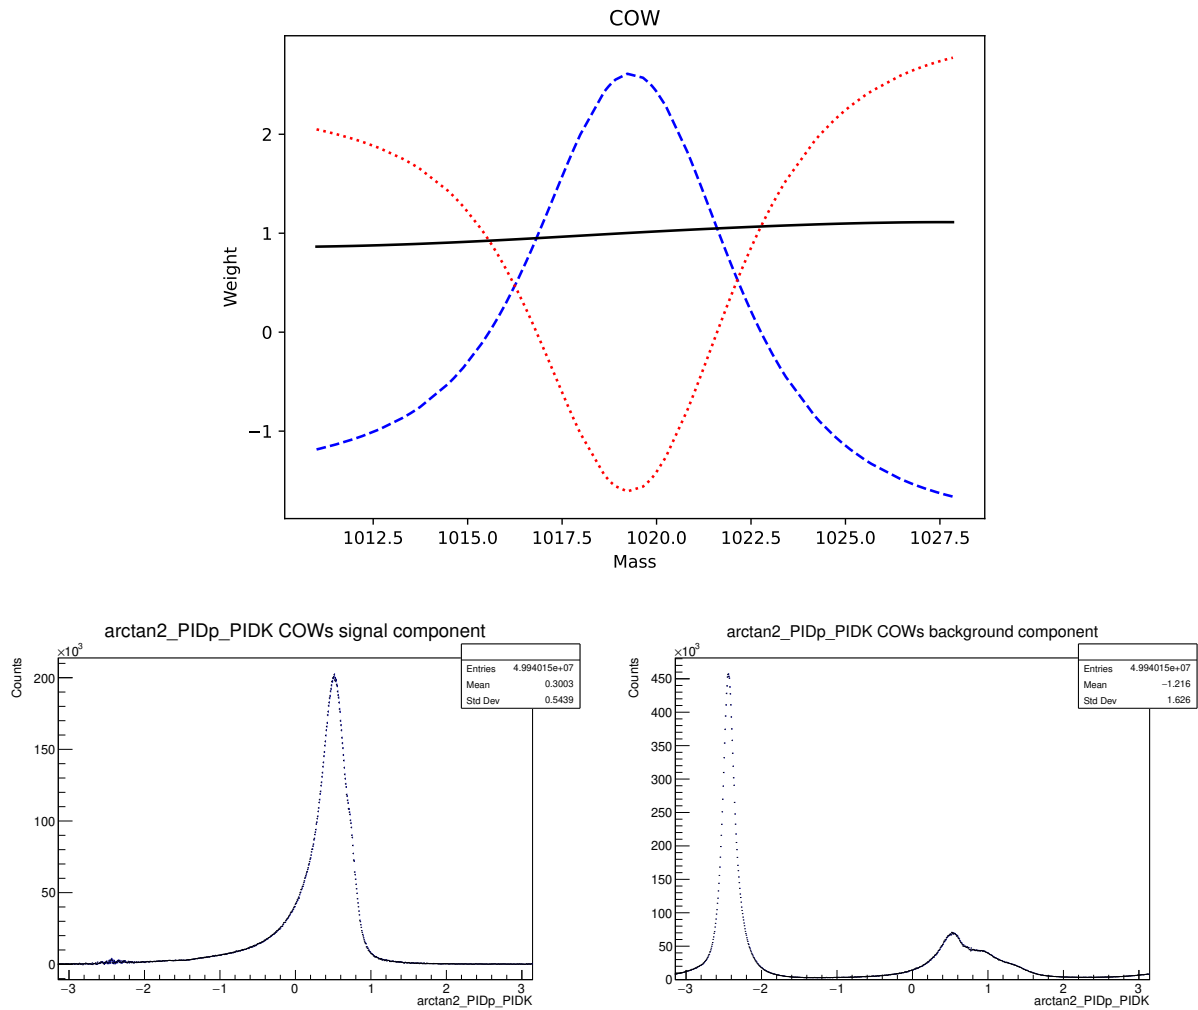 COW
Weight
2
1
0
−1
1012.5 1015.0 1017.5 1020.0 1022.5 1025.0 1027.5
Mass
arctan2_PIDp_PIDK COWs signal component
×10³
Counts
Entries 4.994015e+07
Mean 0.3003
Std Dev 0.5439
200
150
100
50
0
−3 −2 −1 0 1 2 3
arctan2_PIDp_PIDK
arctan2_PIDp_PIDK COWs background component
×10³
Counts
Entries 4.994015e+07
Mean −1.216
Std Dev 1.626
450
400
350
300
250
200
150
100
50
0
−3 −2 −1 0 1 2 3
arctan2_PIDp_PIDK